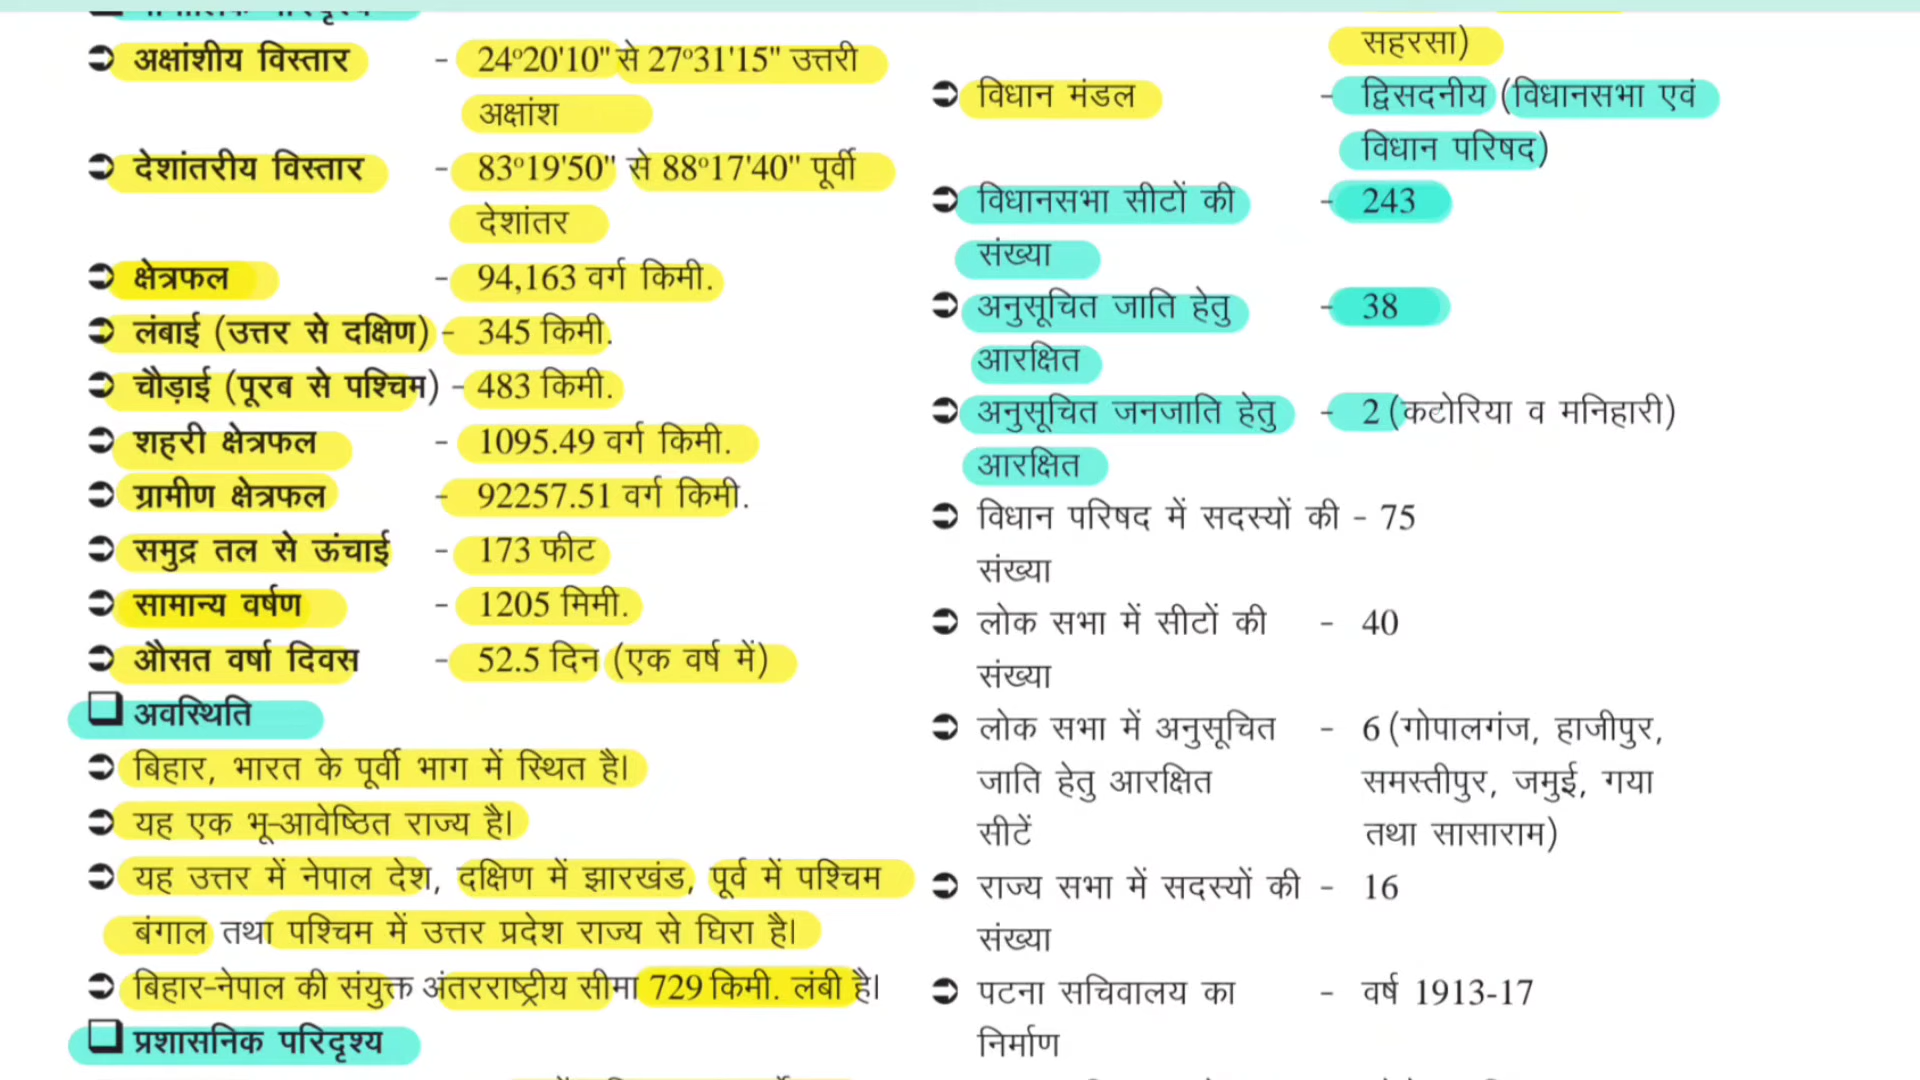 अक्षांशीय विस्तार - 24°20'10" से 27°31'15" उत्तरी
अक्षांश
देशांतरीय विस्तार - 83°19'50" से 88°17'40" पूर्वी
देशांतर
क्षेत्रफल - 94,163 वर्ग किमी.
लंबाई (उत्तर से दक्षिण) - 345 किमी.
चौड़ाई (पूरब से पश्चिम) - 483 किमी.
शहरी क्षेत्रफल - 1095.49 वर्ग किमी.
ग्रामीण क्षेत्रफल - 92257.51 वर्ग किमी.
समुद्र तल से ऊंचाई - 173 फीट
सामान्य वर्षण - 1205 मिमी.
औसत वर्षा दिवस - 52.5 दिन (एक वर्ष में)
अवस्थिति
बिहार, भारत के पूर्वी भाग में स्थित है।
यह एक भू-आवेष्ठित राज्य है।
यह उत्तर में नेपाल देश, दक्षिण में झारखंड, पूर्व में पश्चिम
बंगाल तथा पश्चिम में उत्तर प्रदेश राज्य से घिरा है।
बिहार-नेपाल की संयुक्त अंतरराष्ट्रीय सीमा 729 किमी. लंबी है।
प्रशासनिक परिदृश्य
सहरसा)
विधान मंडल - द्विसदनीय (विधानसभा एवं
विधान परिषद)
विधानसभा सीटों की - 243
संख्या
अनुसूचित जाति हेतु - 38
आरक्षित
अनुसूचित जनजाति हेतु - 2 (कटोरिया व मनिहारी)
आरक्षित
विधान परिषद में सदस्यों की - 75
संख्या
लोक सभा में सीटों की - 40
संख्या
लोक सभा में अनुसूचित - 6 (गोपालगंज, हाजीपुर,
जाति हेतु आरक्षित समस्तीपुर, जमुई, गया
सीटें तथा सासाराम)
राज्य सभा में सदस्यों की - 16
संख्या
पटना सचिवालय का - वर्ष 1913-17
निर्माण